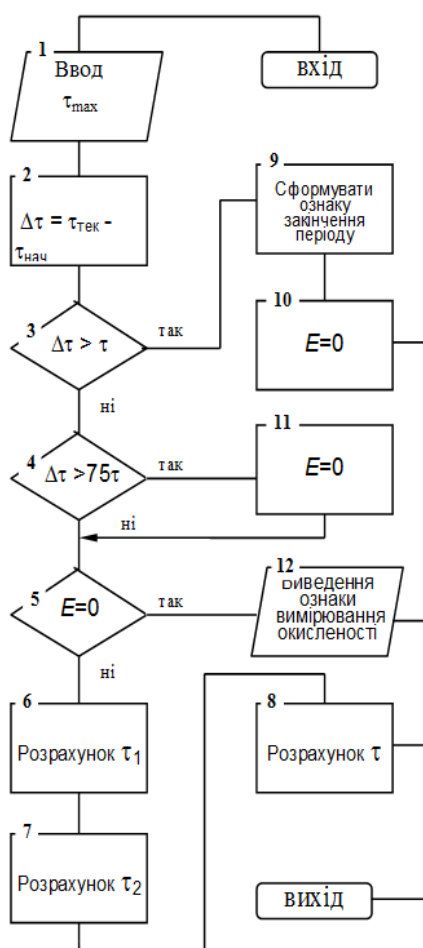 1
Ввод
τmax
вхід
2
Δτ = τтек -
τнач
9
Сформувати
ознаку
закінчення
періоду
3
Δτ > τ
так
ні
10
E=0
4
Δτ >75τ
так
ні
11
E=0
5
E=0
так
ні
12
Виведення
ознаки
вимірювання
окисленості
6
Розрахунок τ1
8
Розрахунок τ
7
Розрахунок τ2
вихід